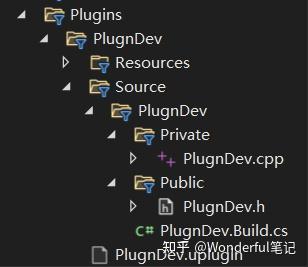 Plugins
PlugnDev
Resources
Source
PlugnDev
Private
PlugnDev.cpp
Public
PlugnDev.h
PlugnDev.Build.cs
知乎 @Wonderful笔记
PlugnDev.uplugin